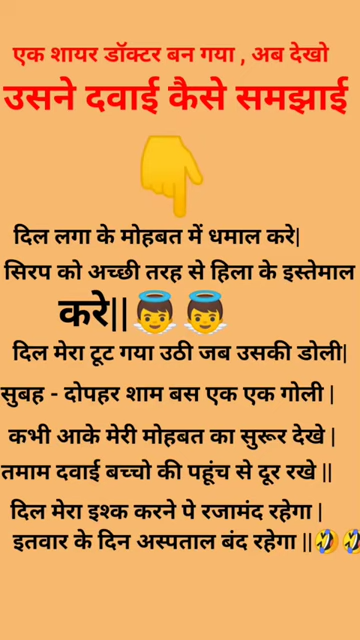 एक शायर डॉक्टर बन गया , अब देखो
उसने दवाई कैसे समझाई
दिल लगा के मोहबत में धमाल करे|
सिरप को अच्छी तरह से हिला के इस्तेमाल
करे||
दिल मेरा टूट गया उठी जब उसकी डोली|
सुबह - दोपहर शाम बस एक एक गोली |
कभी आके मेरी मोहबत का सुरूर देखे |
तमाम दवाई बच्चो की पहूंच से दूर रखे ||
दिल मेरा इश्क करने पे रजामंद रहेगा |
इतवार के दिन अस्पताल बंद रहेगा ||